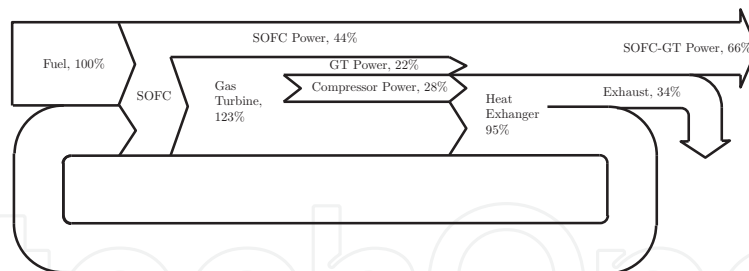 SOFC Power, 44%
SOFC-GT Power, 66%
Fuel, 100%
GT Power, 22%
SOFC
Gas
Turbine,
123%
Compressor Power, 28%
Heat
Exhanger
95%
Exhaust, 34%